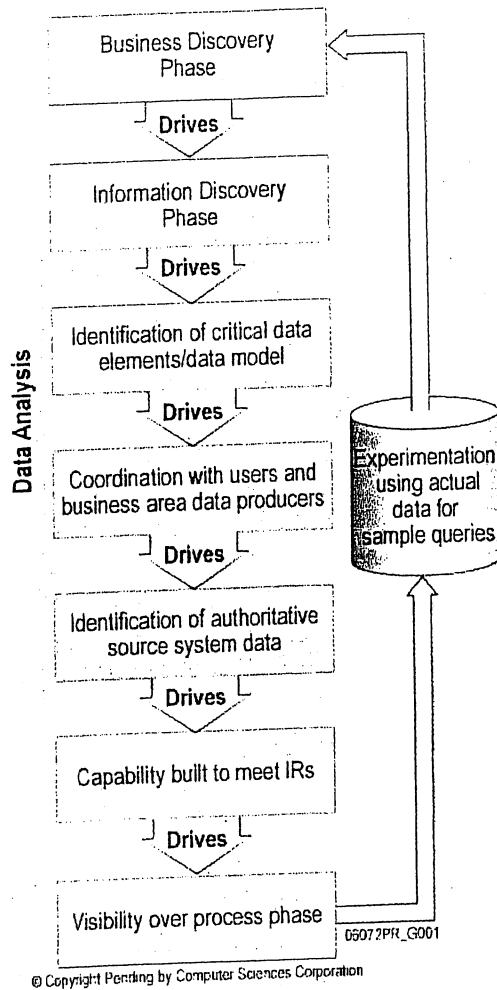 Business Discovery
Phase
Drives
Information Discovery
Phase
Drives
Identification of critical data
elements/data model
Drives
Coordination with users and
business area data producers
Drives
Identification of authoritative
source system data
Drives
Capability built to meet IRs
Drives
Visibility over process phase
Data Analysis
Experimentation
using actual
data for
sample queries
06072PR_G001
© Copyright Pending by Computer Sciences Corporation